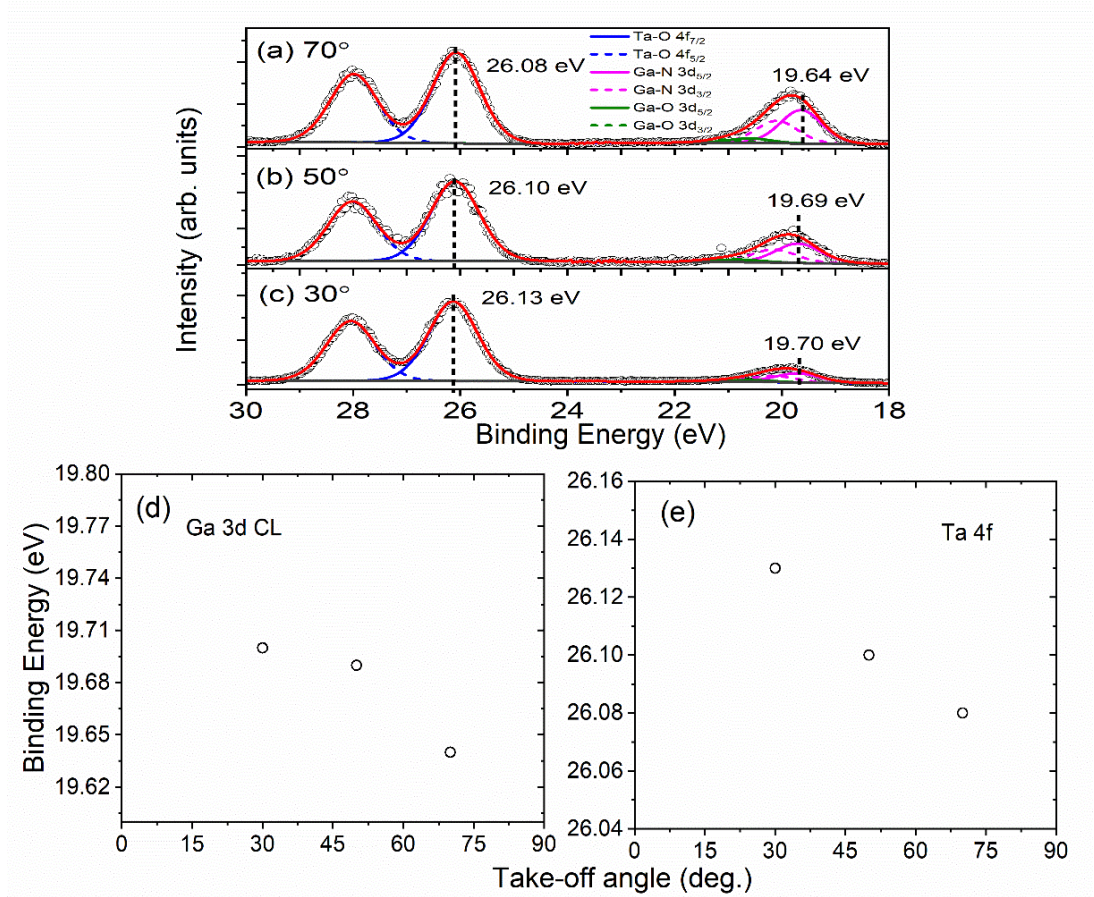 (a) 70°
26.08 eV
Ta-O 4f7/2
Ta-O 4f5/2
Ga-N 3d5/2
Ga-N 3d3/2
Ga-O 3d5/2
Ga-O 3d3/2
19.64 eV
(b) 50°
26.10 eV
19.69 eV
(c) 30°
26.13 eV
19.70 eV
Intensity (arb. units)
30 28 26 24 22 20 18
Binding Energy (eV)
(d)
Ga 3d CL
19.80
19.77
19.74
19.71
19.68
19.65
19.62
Binding Energy (eV)
0 15 30 45 60 75 90
(e)
Ta 4f
26.16
26.14
26.12
26.10
26.08
26.06
26.04
0 15 30 45 60 75 90
Take-off angle (deg.)